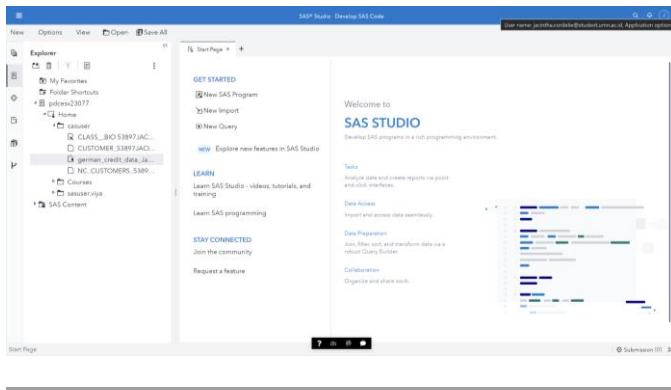 SAS® Studio - Develop SAS Code
User name: jacintha.cordelie@student.umn.ac.id, Application option
New Options View Open Save All
Explorer
My Favorites
Folder Shortcuts
pdcesx23077
Home
casuser
CLASS__BIO 53897JAC...
CUSTOMER_53897JACI...
german_credit_data_Ja...
NC_CUSTOMERS_5389...
Courses
sasuser.viya
SAS Content
Start Page × +
GET STARTED
New SAS Program
New Import
New Query
NEW Explore new features in SAS Studio
LEARN
Learn SAS Studio - videos, tutorials, and
training
Learn SAS programming
STAY CONNECTED
Join the community
Request a feature
Welcome to
SAS STUDIO
Develop SAS programs in a rich programming environment.
Tasks
Analyze data and create reports via point-
and-click interfaces.
Data Access
Import and access data seamlessly.
Data Preparation
Join, filter, sort, and transform data via a
robust Query Builder.
Collaboration
Organize and share work.
Start Page
Submission (0)